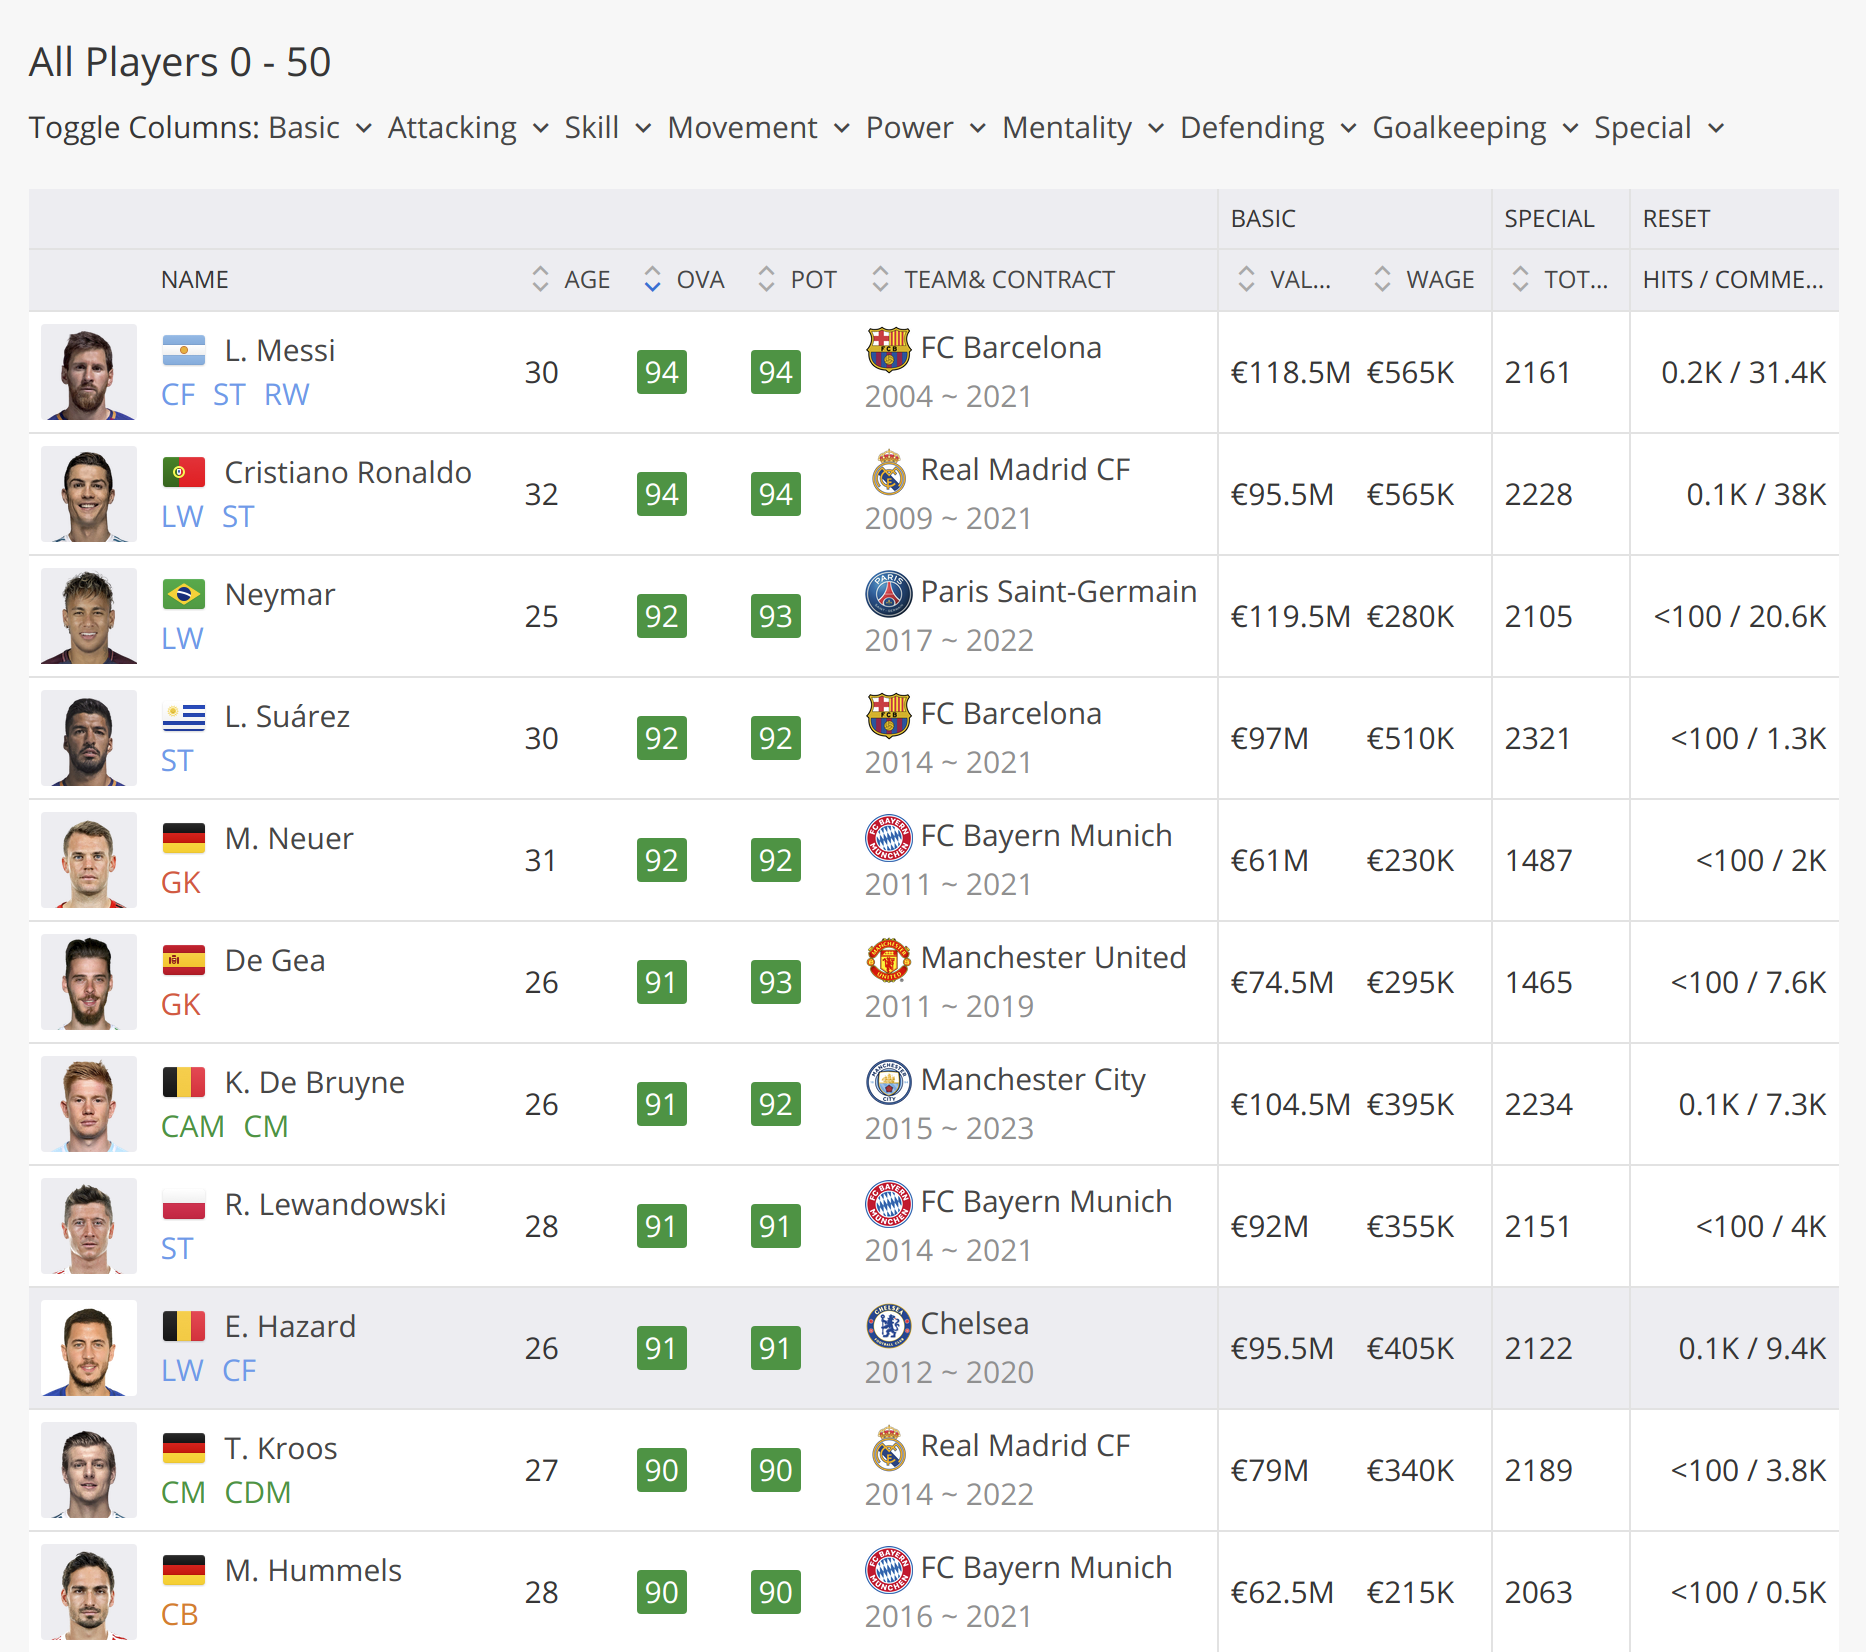 All Players 0 - 50
Toggle Columns: Basic Attacking Skill Movement Power Mentality Defending Goalkeeping Special
BASIC SPECIAL RESET
NAME AGE OVA POT TEAM& CONTRACT VAL... WAGE TOT... HITS / COMME...
L. Messi
CF ST RW
30 94 94
FC Barcelona
2004 ~ 2021
€118.5M €565K 2161 0.2K / 31.4K
Cristiano Ronaldo
LW ST
32 94 94
Real Madrid CF
2009 ~ 2021
€95.5M €565K 2228 0.1K / 38K
Neymar
LW
25 92 93
Paris Saint-Germain
2017 ~ 2022
€119.5M €280K 2105 <100 / 20.6K
L. Suárez
ST
30 92 92
FC Barcelona
2014 ~ 2021
€97M €510K 2321 <100 / 1.3K
M. Neuer
GK
31 92 92
FC Bayern Munich
2011 ~ 2021
€61M €230K 1487 <100 / 2K
De Gea
GK
26 91 93
Manchester United
2011 ~ 2019
€74.5M €295K 1465 <100 / 7.6K
K. De Bruyne
CAM CM
26 91 92
Manchester City
2015 ~ 2023
€104.5M €395K 2234 0.1K / 7.3K
R. Lewandowski
ST
28 91 91
FC Bayern Munich
2014 ~ 2021
€92M €355K 2151 <100 / 4K
E. Hazard
LW CF
26 91 91
Chelsea
2012 ~ 2020
€95.5M €405K 2122 0.1K / 9.4K
T. Kroos
CM CDM
27 90 90
Real Madrid CF
2014 ~ 2022
€79M €340K 2189 <100 / 3.8K
M. Hummels
CB
28 90 90
FC Bayern Munich
2016 ~ 2021
€62.5M €215K 2063 <100 / 0.5K